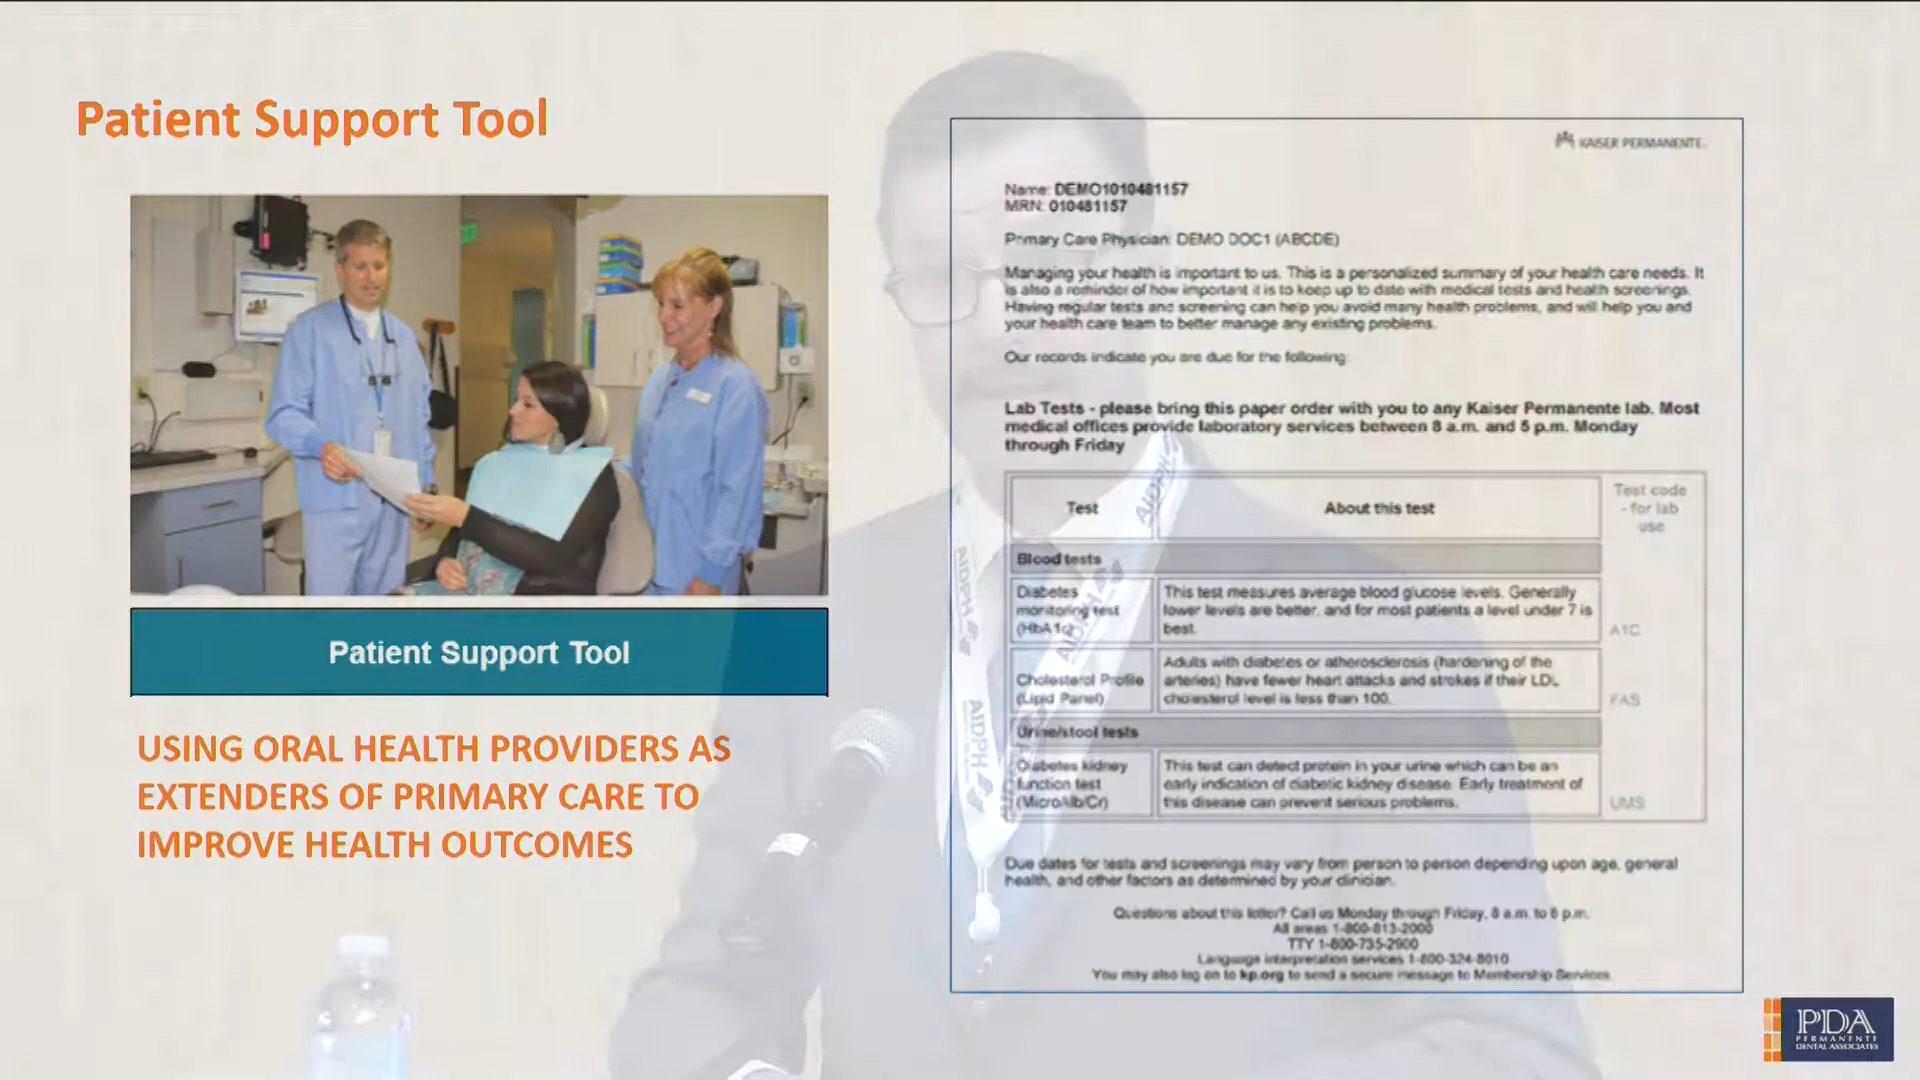 Patient Support Tool
Patient Support Tool
USING ORAL HEALTH PROVIDERS AS
EXTENDERS OF PRIMARY CARE TO
IMPROVE HEALTH OUTCOMES
KAISER PERMANENTE
Name: DEMO1010481157
MRN: 010481157
Primary Care Physician: DEMO DOC1 (ABCDE)
Managing your health is important to us. This is a personalized summary of your health care needs. It
is also a reminder of how important it is to keep up to date with medical tests and health screenings.
Having regular tests and screening can help you avoid many health problems, and will help you and
your health care team to better manage any existing problems.
Our records indicate you are due for the following:
Lab Tests - please bring this paper order with you to any Kaiser Permanente lab. Most
medical offices provide laboratory services between 8 a.m. and 5 p.m. Monday
through Friday
Test
About this test
Test code
- for lab
use
Blood tests
Diabetes
monitoring test
(HbA1c)
This test measures average blood glucose levels. Generally
lower levels are better, and for most patients a level under 7 is
best.
A1C
Cholesterol Profile
(Lipid Panel)
Adults with diabetes or atherosclerosis (hardening of the
arteries) have fewer heart attacks and strokes if their LDL
cholesterol level is less than 100.
FAS
Urine/stool tests
Diabetes kidney
function test
(MicroAlb/Cr)
This test can detect protein in your urine which can be an
early indication of diabetic kidney disease. Early treatment of
this disease can prevent serious problems.
UMS
Due dates for tests and screenings may vary from person to person depending upon age, general
health, and other factors as determined by your clinician.
Questions about this letter? Call us Monday through Friday, 8 a.m. to 6 p.m.
All areas 1-800-813-2000
TTY 1-800-735-2900
Language interpretation services 1-800-324-8010
You may also log on to kp.org to send a secure message to Membership Services.
AIDPH
AIDPH
AIDPH
AIDPH
PDA
PERMANENTE
DENTAL ASSOCIATES